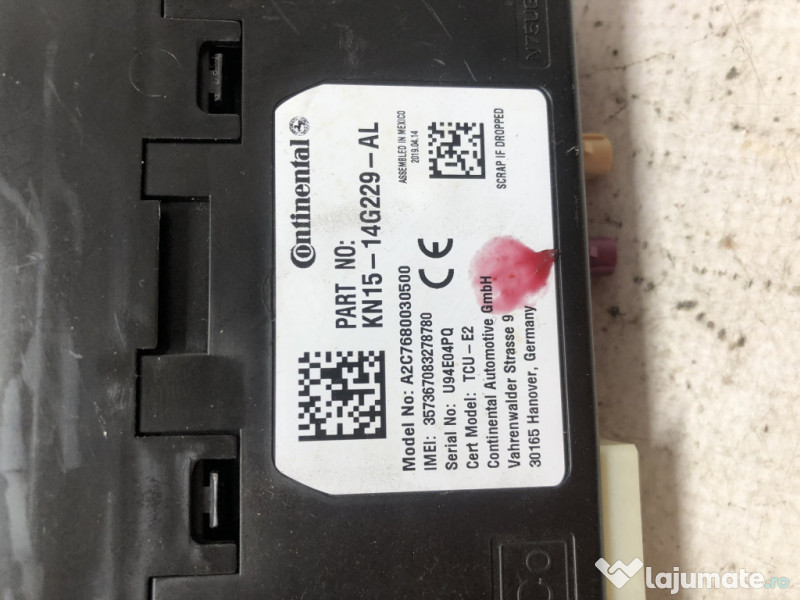 Continental
PART NO:
KN15-14G229-AL
ASSEMBLED IN MEXICO
2019.04.14
SCRAP IF DROPPED
Model No: A2C7680030500
IMEI: 357367083278780
Serial No: U94E04PQ
Cert Model: TCU-E2
Continental Automotive GmbH
Vahrenwalder Strasse 9
30165 Hanover, Germany
CE
lajumate.ro